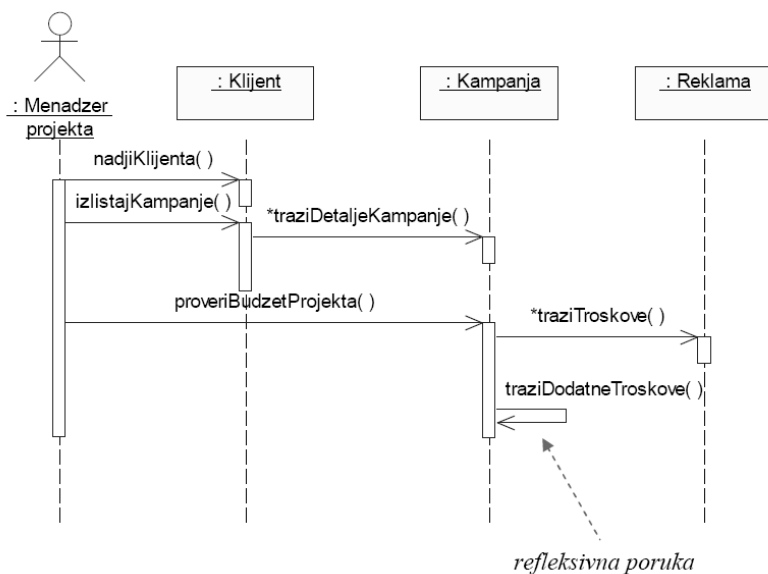 : Klijent
: Kampanja
: Reklama
: Menadzer
projekta
nadjiKlijenta( )
izlistajKampanje( )
*traziDetaljeKampanje( )
proveriBudzetProjekta( )
*traziTroskove( )
traziDodatneTroskove( )
refleksivna poruka